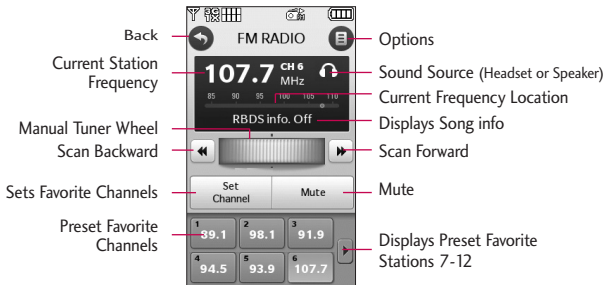 3G
1X
Back
FM RADIO
Options
Current Station
Frequency
107.7 CH 6
MHz
Sound Source (Headset or Speaker)
85 90 95 100 105 110
Current Frequency Location
RBDS info. Off
Displays Song info
Manual Tuner Wheel
Scan Backward
Scan Forward
Sets Favorite Channels
Set
Channel
Mute
Mute
Preset Favorite
Channels
1 89.1
2 98.1
3 91.9
4 94.5
5 93.9
6 107.7
Displays Preset Favorite
Stations 7-12